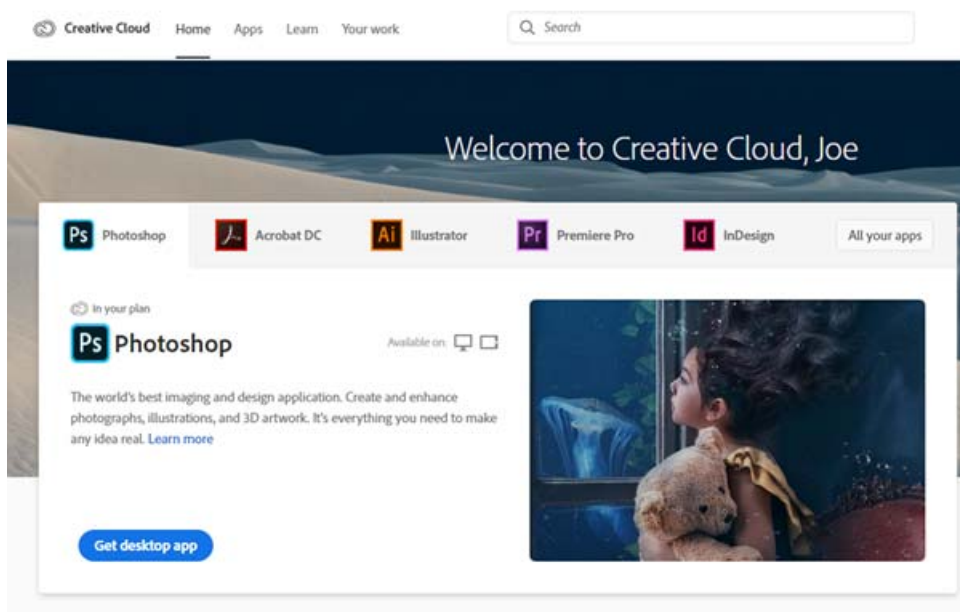 Creative Cloud Home Apps Learn Your work Search
Welcome to Creative Cloud, Joe
Ps Photoshop Acrobat DC Ai Illustrator Pr Premiere Pro Id InDesign All your apps
In your plan
Ps Photoshop Available on:
The world's best imaging and design application. Create and enhance
photographs, illustrations, and 3D artwork. It's everything you need to make
any idea real. Learn more
Get desktop app